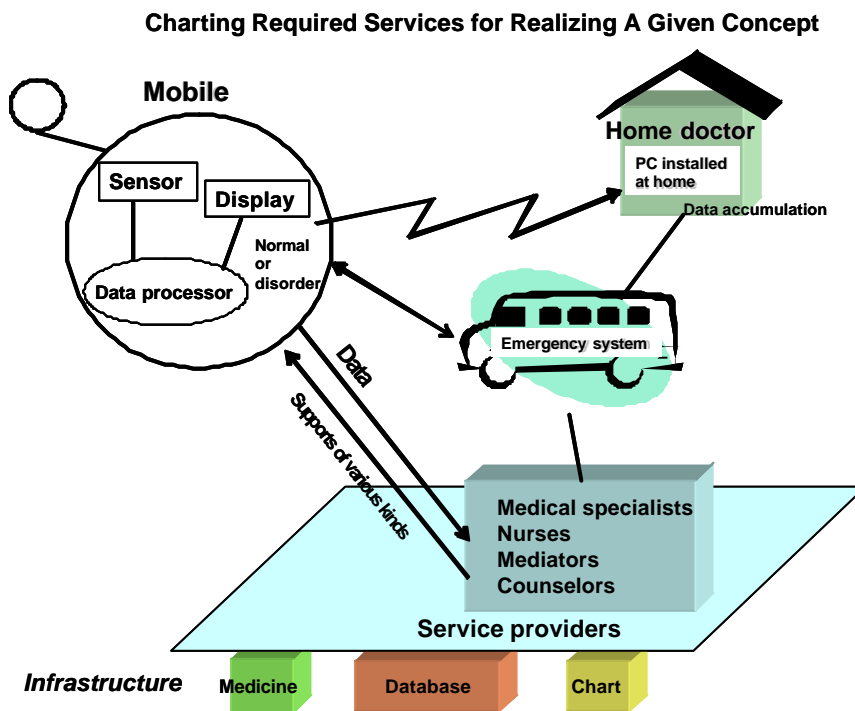 Charting Required Services for Realizing A Given Concept
Mobile
Sensor
Display
Normal
or
disorder
Data processor
Home doctor
PC installed
at home
Data accumulation
Emergency system
Data
Supports of various kinds
Medical specialists
Nurses
Mediators
Counselors
Service providers
Infrastructure
Medicine
Database
Chart